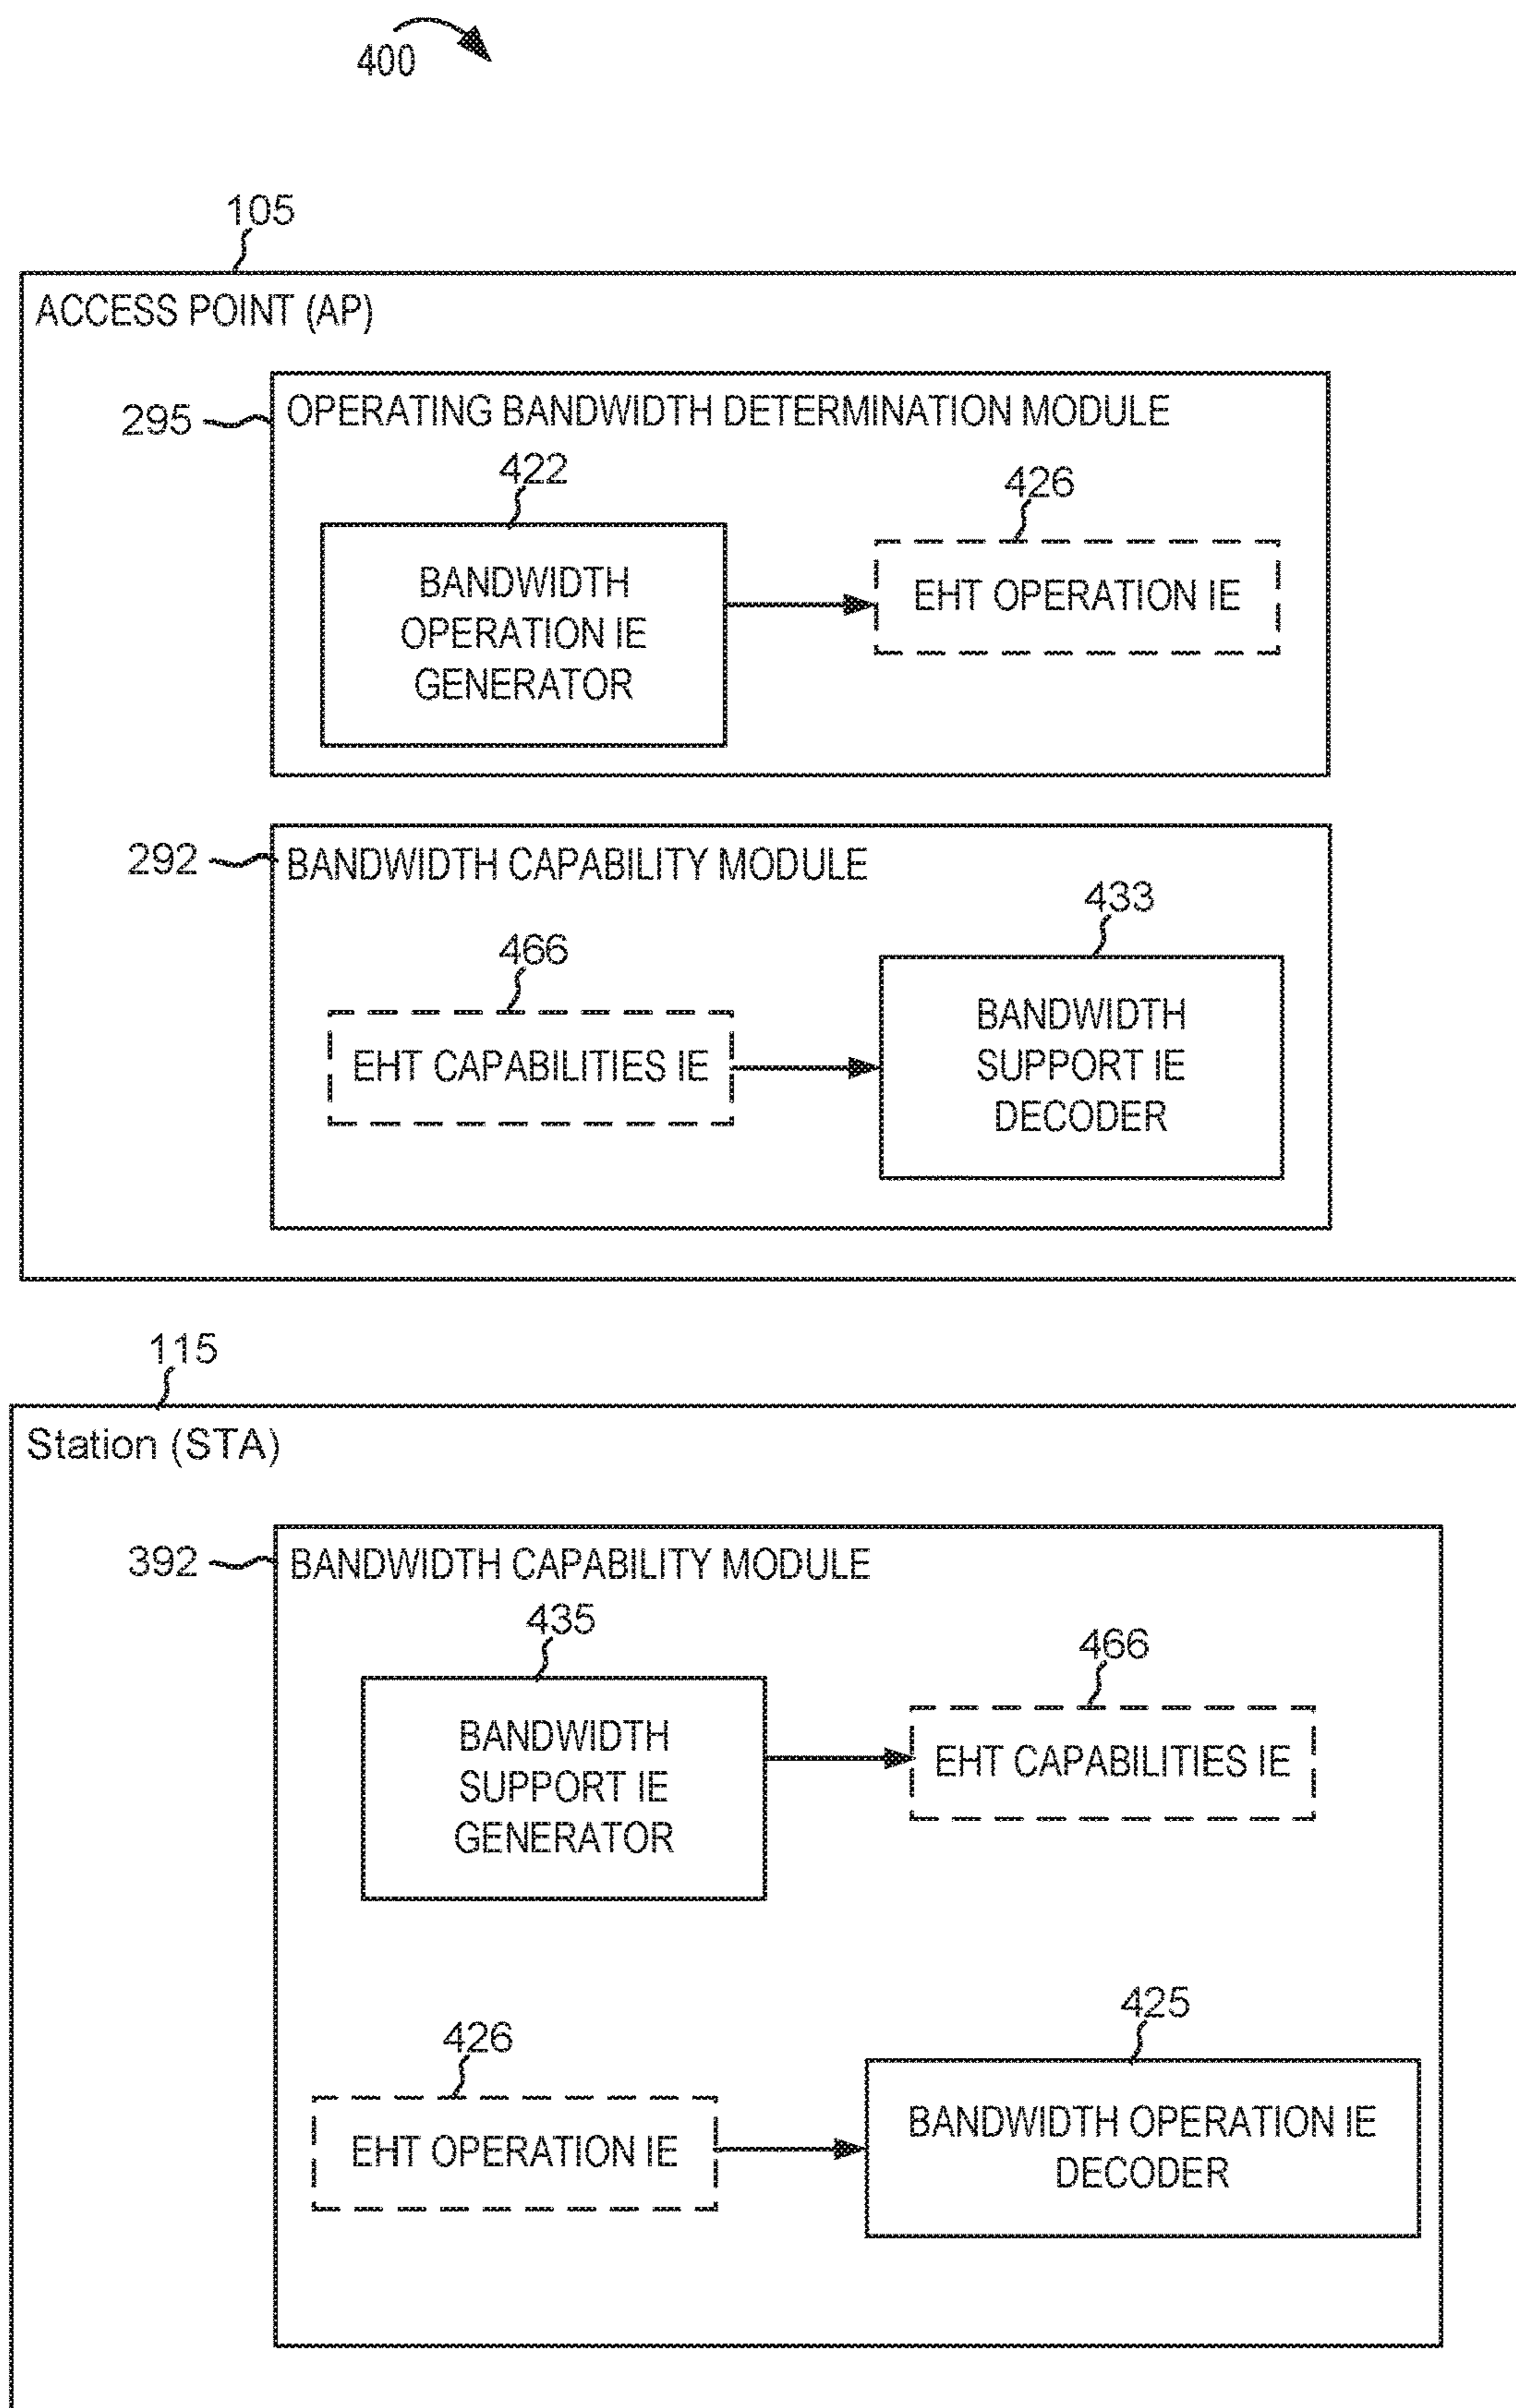 400
105
ACCESS POINT (AP)
295
OPERATING BANDWIDTH DETERMINATION MODULE
422
426
BANDWIDTH
OPERATION IE
GENERATOR
EHT OPERATION IE
292
BANDWIDTH CAPABILITY MODULE
433
466
EHT CAPABILITIES IE
BANDWIDTH
SUPPORT IE
DECODER
115
Station (STA)
392
BANDWIDTH CAPABILITY MODULE
435
466
BANDWIDTH
SUPPORT IE
GENERATOR
EHT CAPABILITIES IE
425
426
EHT OPERATION IE
BANDWIDTH OPERATION IE
DECODER